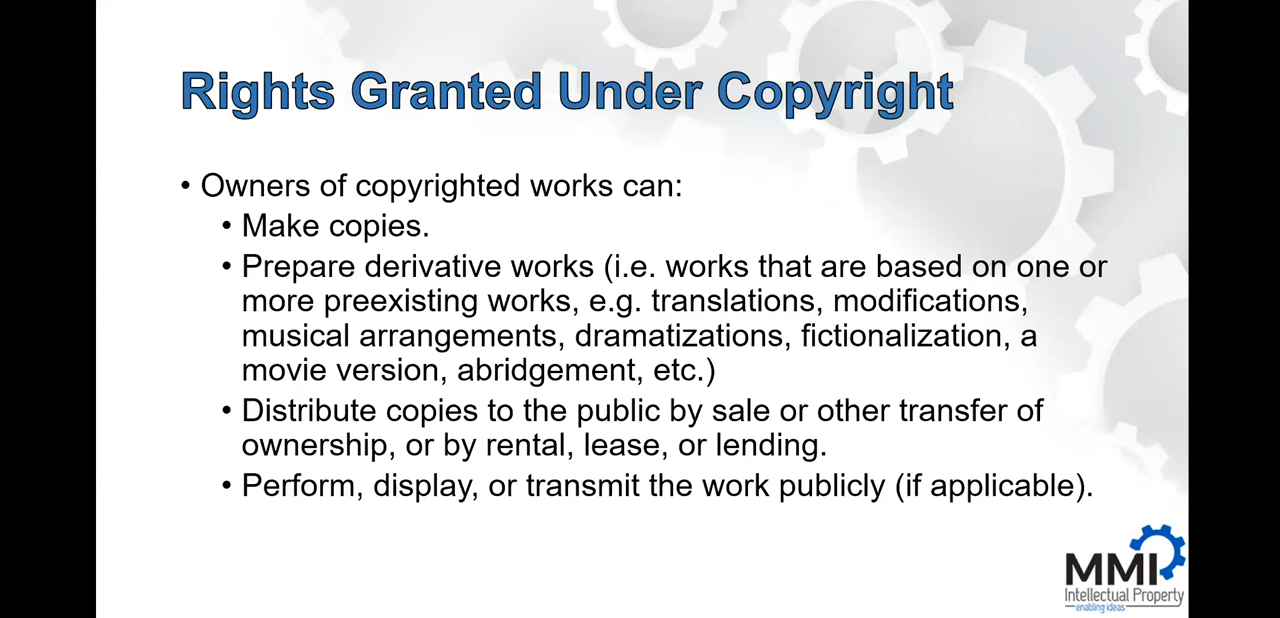 Rights Granted Under Copyright
• Owners of copyrighted works can:
• Make copies.
• Prepare derivative works (i.e. works that are based on one or
more preexisting works, e.g. translations, modifications,
musical arrangements, dramatizations, fictionalization, a
movie version, abridgement, etc.)
• Distribute copies to the public by sale or other transfer of
ownership, or by rental, lease, or lending.
• Perform, display, or transmit the work publicly (if applicable).
MMI
Intellectual Property
enabling ideas